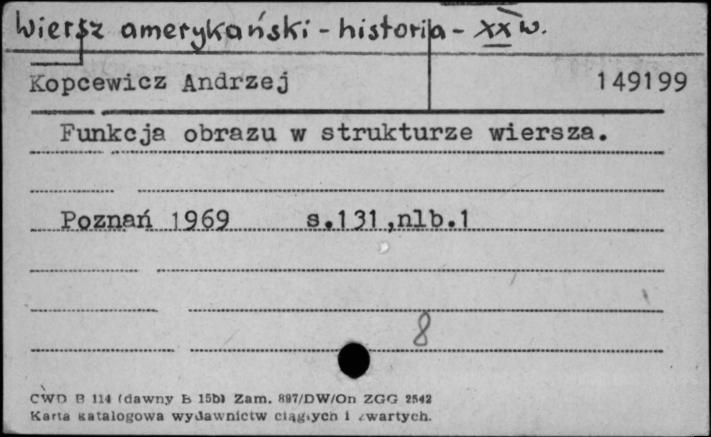 Wiersz amerykański - historia - XX w.
Kopcewicz Andrzej 149199
Funkcja obrazu w strukturze wiersza.
Poznań 1969 s.131,nlb.1
8
CWD B 114 (dawny B 15b) Zam. 897/DW/On ZGG 2542
Karta katalogowa wydawnictw ciągłych i zwartych.